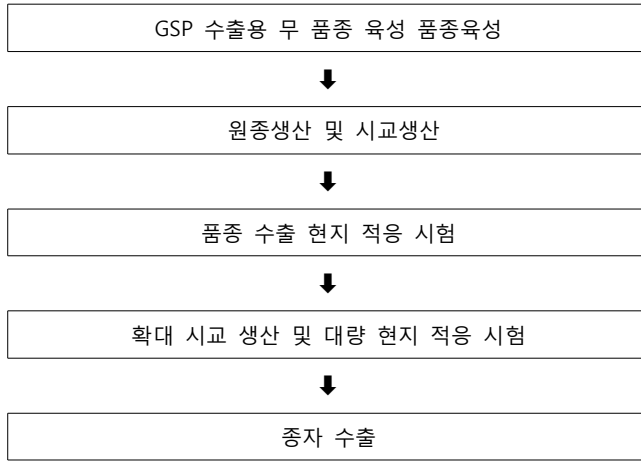 GSP 수출용 무 품종 육성 품종육성
원종생산 및 시교생산
품종 수출 현지 적응 시험
확대 시교 생산 및 대량 현지 적응 시험
종자 수출